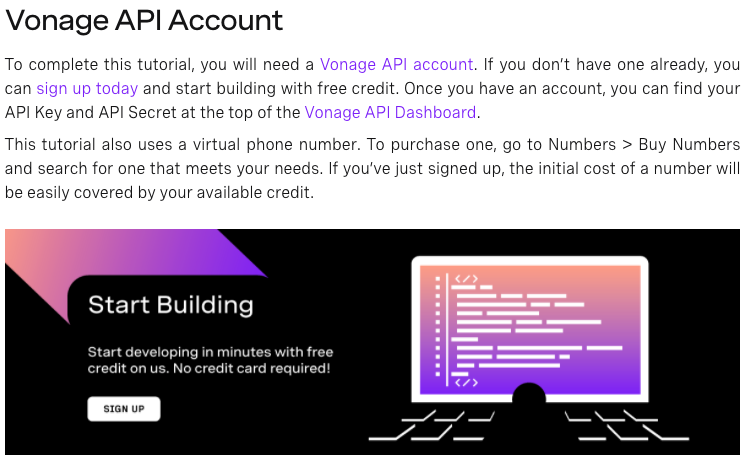 Vonage API Account
To complete this tutorial, you will need a Vonage API account. If you don’t have one already, you
can sign up today and start building with free credit. Once you have an account, you can find your
API Key and API Secret at the top of the Vonage API Dashboard.
This tutorial also uses a virtual phone number. To purchase one, go to Numbers > Buy Numbers
and search for one that meets your needs. If you’ve just signed up, the initial cost of a number will
be easily covered by your available credit.
Start Building
Start developing in minutes with free
credit on us. No credit card required!
SIGN UP
</>
</>